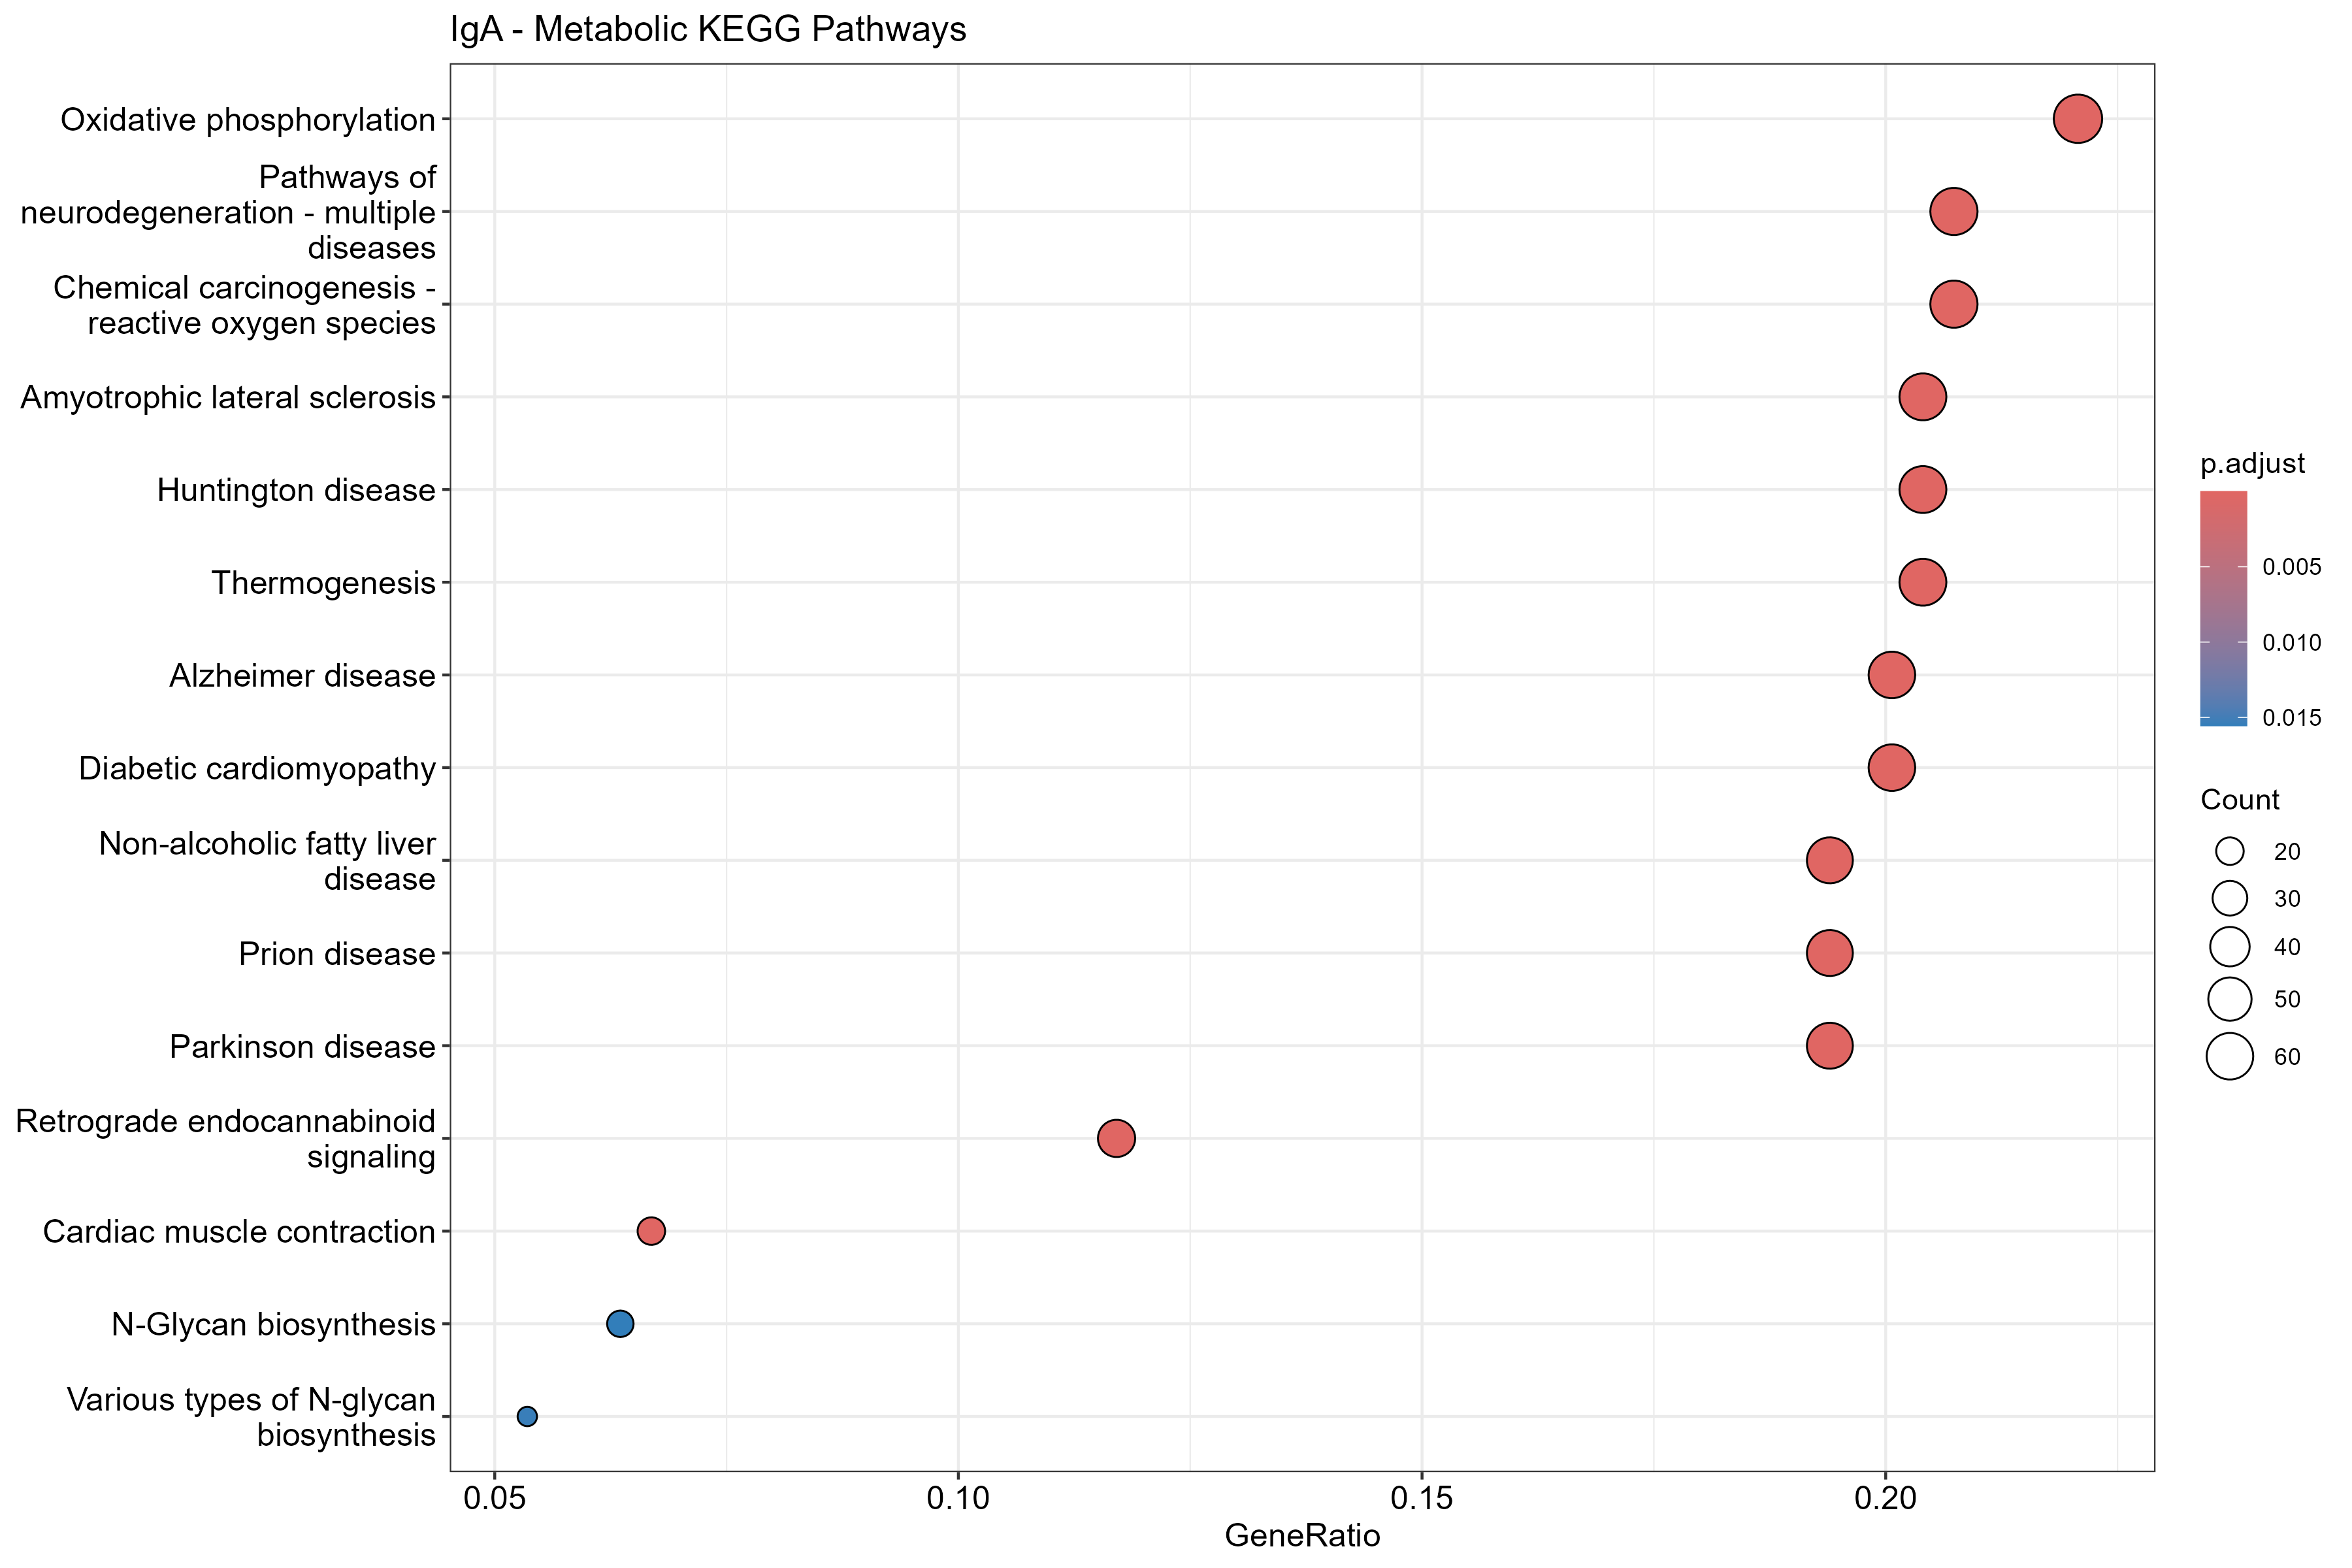 IgA - Metabolic KEGG Pathways
Oxidative phosphorylation
Pathways of
neurodegeneration - multiple
diseases
Chemical carcinogenesis -
reactive oxygen species
Amyotrophic lateral sclerosis
Huntington disease
Thermogenesis
Alzheimer disease
Diabetic cardiomyopathy
Non-alcoholic fatty liver
disease
Prion disease
Parkinson disease
Retrograde endocannabinoid
signaling
Cardiac muscle contraction
N-Glycan biosynthesis
Various types of N-glycan
biosynthesis
0.05 0.10 0.15 0.20
GeneRatio
p.adjust
0.005
0.010
0.015
Count
20
30
40
50
60